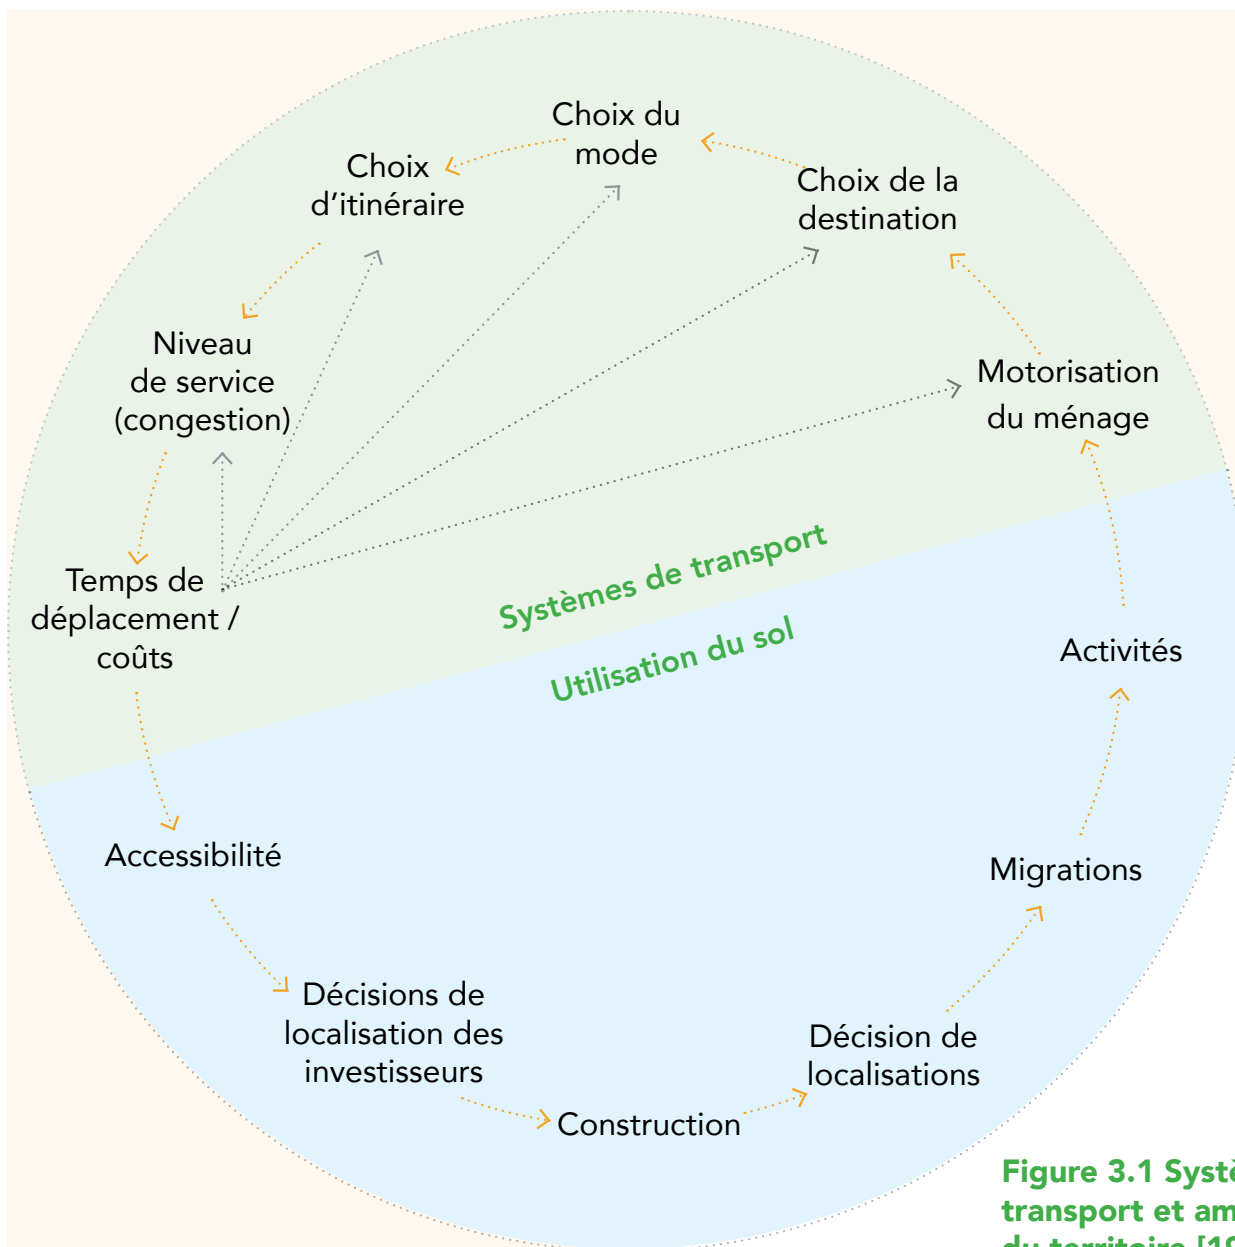 Choix du
mode
Choix
d'itinéraire
Choix de la
destination
Niveau
de service
(congestion)
Motorisation
du ménage
Temps de
déplacement /
coûts
Systèmes de transport
Utilisation du sol
Activités
Accessibilité
Migrations
Décisions de
localisation des
investisseurs
Décision de
localisations
Construction
Figure 3.1
transport et
du territoire